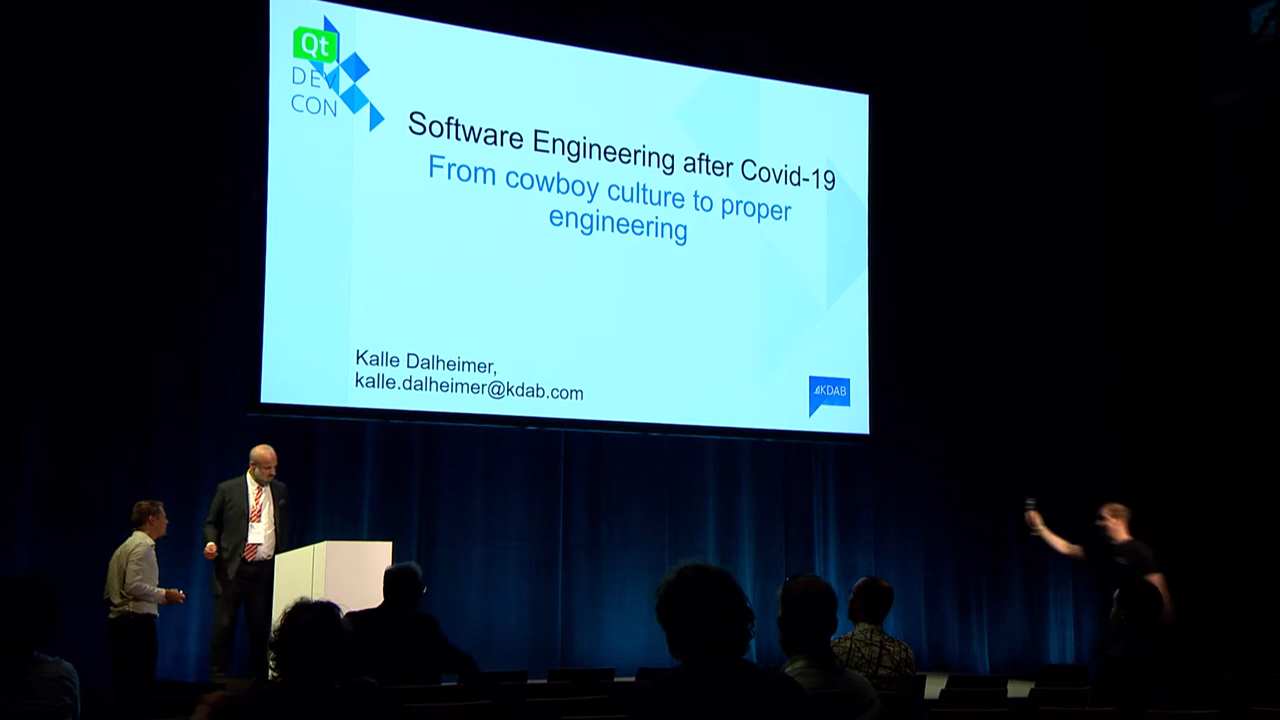 Qt
DEV
CON
Software Engineering after Covid-19
From cowboy culture to proper
engineering
Kalle Dalheimer,
kalle.dalheimer@kdab.com
KDAB